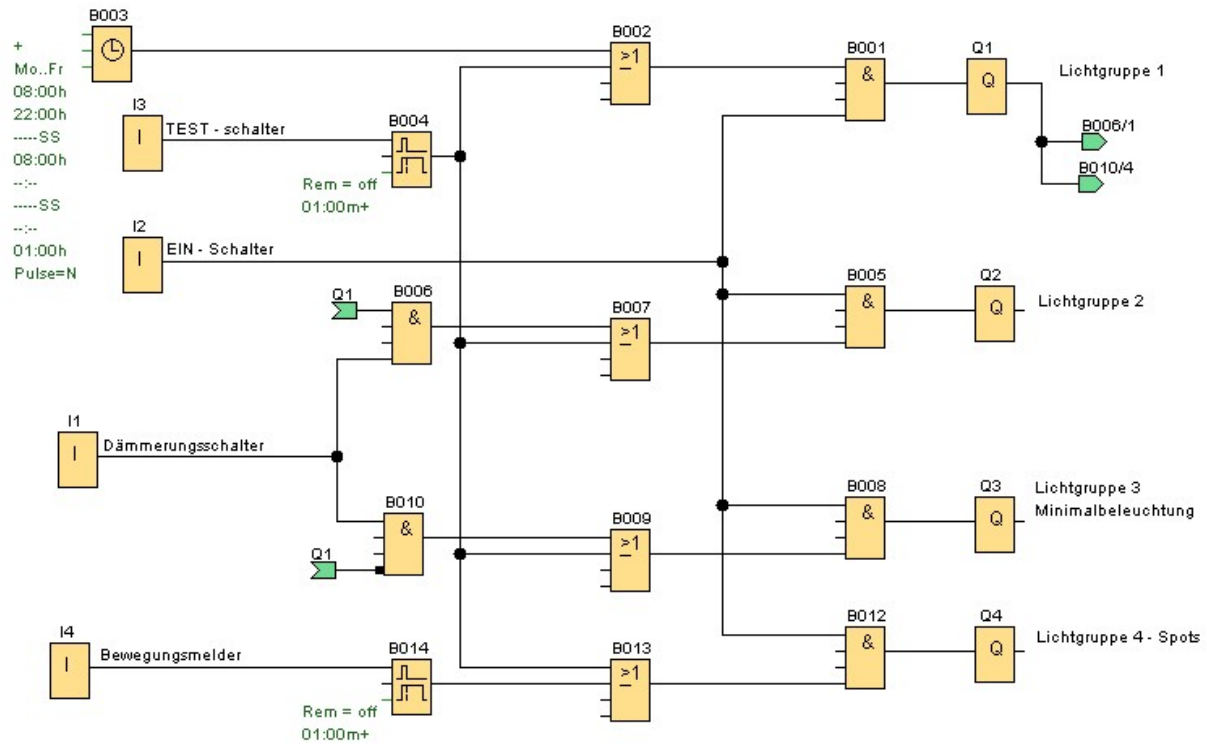 B003
+
Mo..Fr
08:00h
22:00h
-----SS
08:00h
--:--
-----SS
--:--
01:00h
Pulse=N
I3
I
TEST - schalter
B004
Rem = off
01:00m+
I2
I
EIN - Schalter
B002
>1
B001
&
Q1
Q
Lichtgruppe 1
B006/1
B010/4
Q1
B006
&
B007
>1
B005
&
Q2
Q
Lichtgruppe 2
I1
I
Dämmerungsschalter
B010
&
Q1
B009
>1
B008
&
Q3
Q
Lichtgruppe 3
Minimalbeleuchtung
I4
I
Bewegungsmelder
B014
Rem = off
01:00m+
B013
>1
B012
&
Q4
Q
Lichtgruppe 4 - Spots